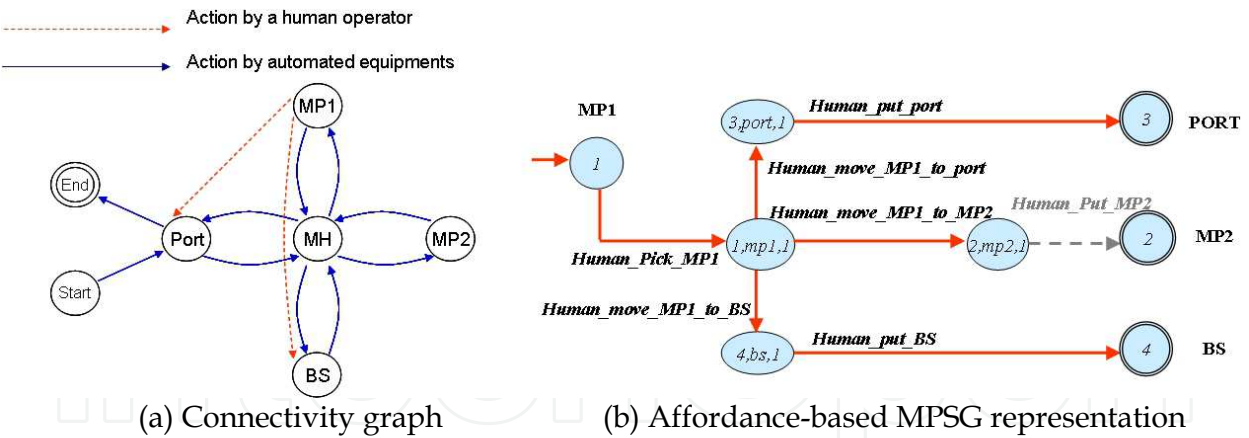 Action by a human operator
Action by automated equipments
MP1
End
Port
MH
MP2
Start
BS
MP1
1
3,port,1
Human_put_port
3
PORT
Human_move_MP1_to_port
Human_move_MP1_to_MP2
Human_Put_MP2
1,mp1,1
2,mp2,1
2
MP2
Human_Pick_MP1
Human_move_MP1_to_BS
4,bs,1
Human_put_BS
4
BS
(a) Connectivity graph
(b) Affordance-based MPSG representation